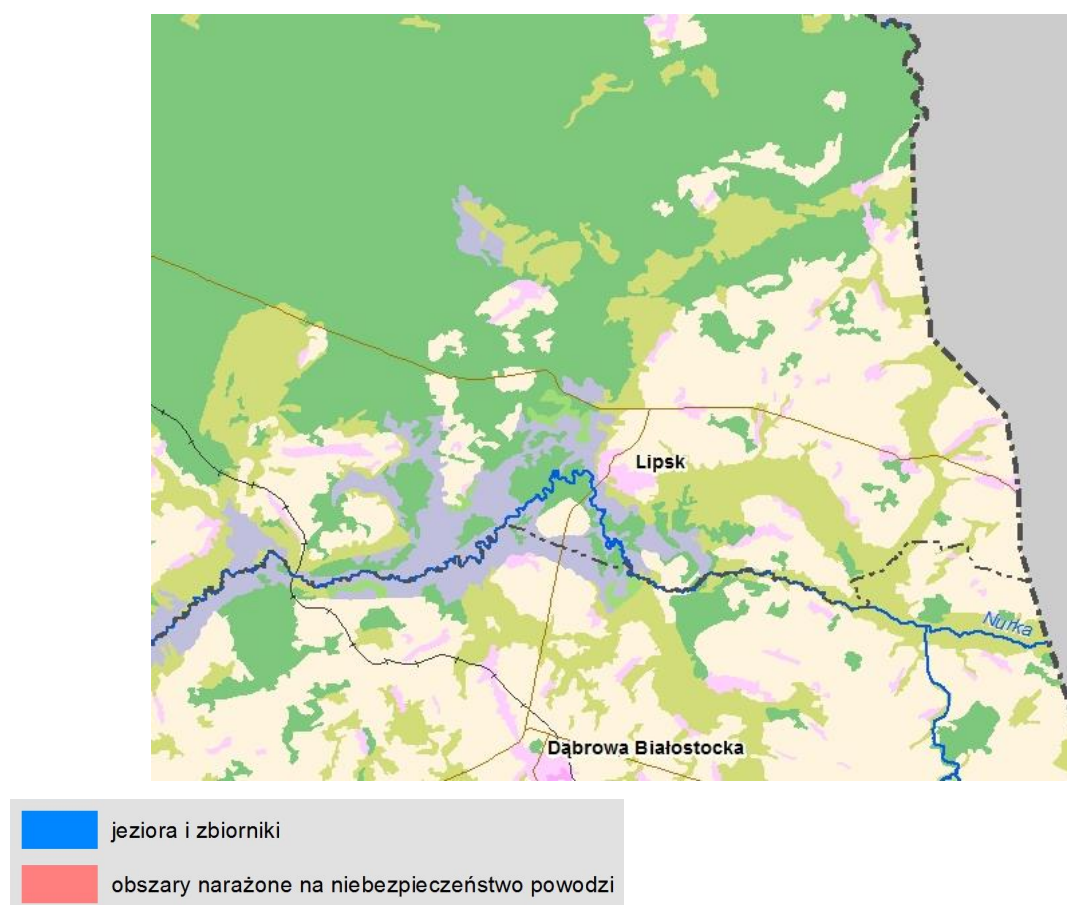 Lipsk
Nurka
Dąbrowa Białostocka
jeziora i zbiorniki
obszary narażone na niebezpieczeństwo powodzi